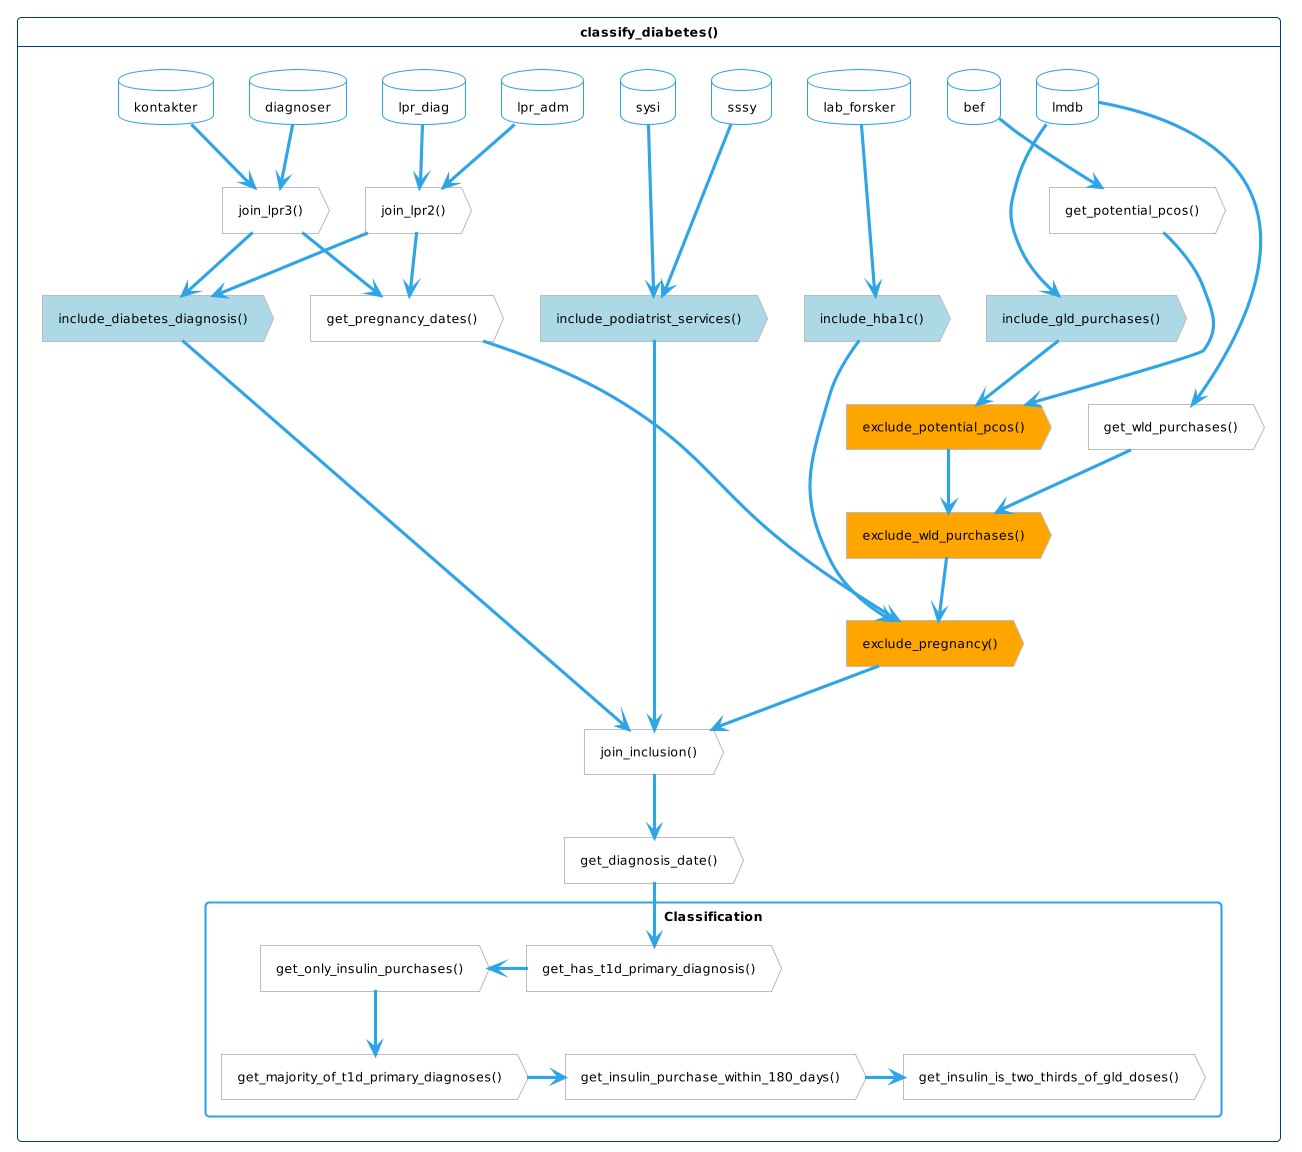 classify_diabetes()
kontakter
diagnoser
lpr_diag
lpr_adm
sysi
sssy
lab_forsker
bef
lmdb
join_lpr3()
join_lpr2()
get_potential_pcos()
include_diabetes_diagnosis()
get_pregnancy_dates()
include_podiatrist_services()
include_hba1c()
include_gld_purchases()
exclude_potential_pcos()
get_wld_purchases()
exclude_wld_purchases()
exclude_pregnancy()
join_inclusion()
get_diagnosis_date()
Classification
get_only_insulin_purchases()
get_has_t1d_primary_diagnosis()
get_majority_of_t1d_primary_diagnoses()
get_insulin_purchase_within_180_days()
get_insulin_is_two_thirds_of_gld_doses()